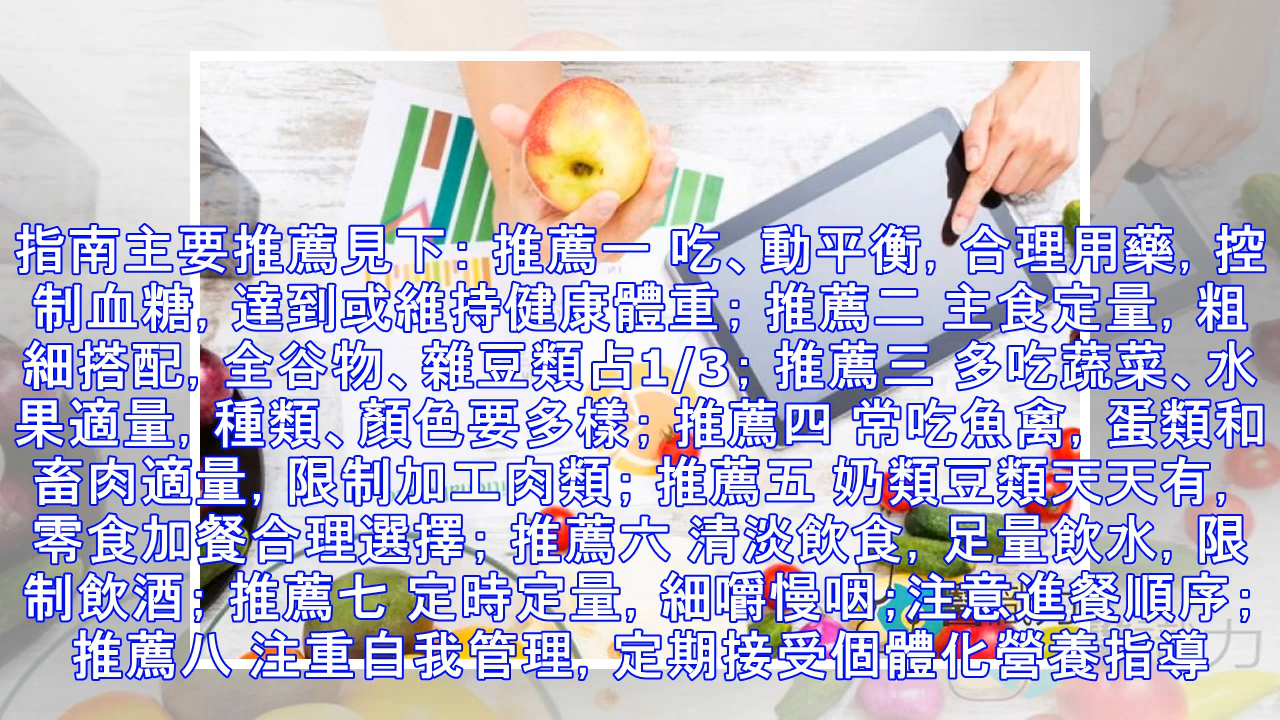 指南主要推薦見下: 推薦一 吃、動平衡, 合理用藥, 控
制血糖, 達到或維持健康體重; 推薦二 主食定量, 粗
細搭配, 全谷物、雜豆類占1/3; 推薦三 多吃蔬菜、水
果適量, 種類、顏色要多樣; 推薦四 常吃魚禽, 蛋類和
畜肉適量, 限制加工肉類; 推薦五 奶類豆類天天有,
零食加餐合理選擇; 推薦六 清淡飲食, 足量飲水, 限
制飲酒; 推薦七 定時定量, 細嚼慢咽;注意進餐順序;
推薦八 注重自我管理, 定期接受個體化營養指導